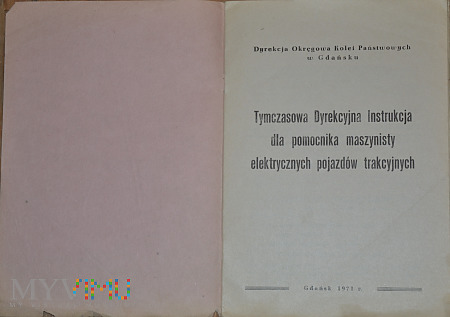 Dyrekcja Okręgowa Kolei Państwowych
w Gdańsku
Tymczasowa Dyrekcyjna Instrukcja
dla pomocnika maszynisty
elektrycznych pojazdów trakcyjnych
Gdańsk 1972 r.